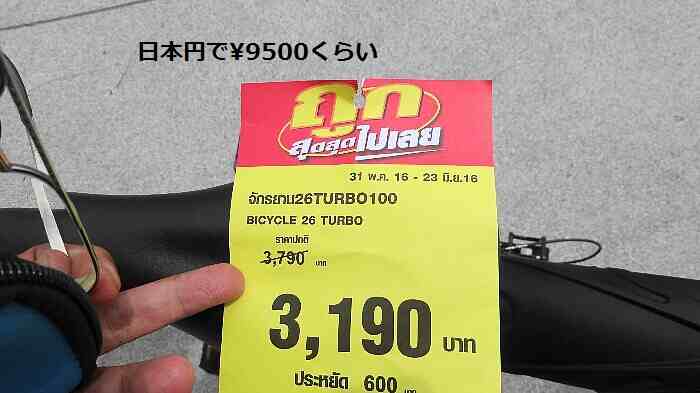 日本円で¥9500くらい
ถูก
สุดสุดไปเลย
31 พ.ค. 16 - 23 มิ.ย.16
จักรยาน26TURBO100
BICYCLE 26 TURBO
ราคาปกติ
3,790 บาท
3,190 บาท
ประหยัด 600 บาท